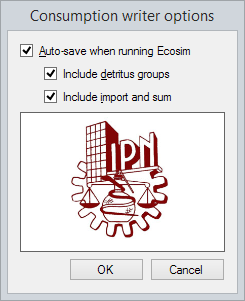 Consumption writer options
Auto-save when running Ecosim
Include detritus groups
Include import and sum
IPN
OK
Cancel